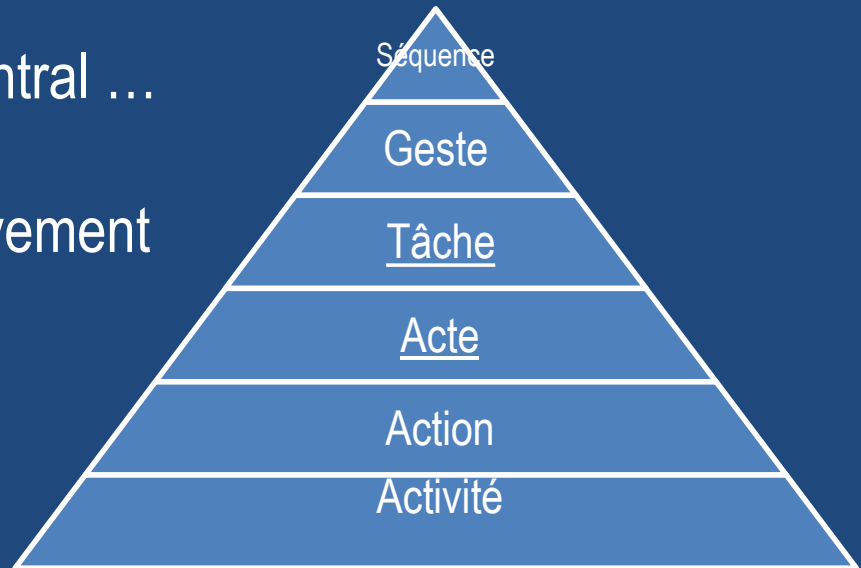 ntral …
vement
Séquence
Geste
Tâche
Acte
Action
Activité